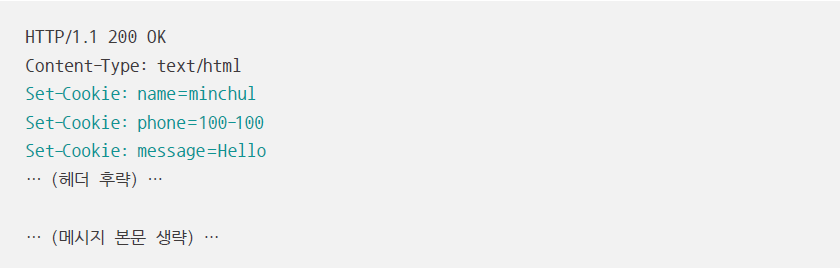 HTTP/1.1 200 OK
Content-Type: text/html
Set-Cookie: name=minchul
Set-Cookie: phone=100-100
Set-Cookie: message=Hello
… (헤더 후략) …
… (메시지 본문 생략) …